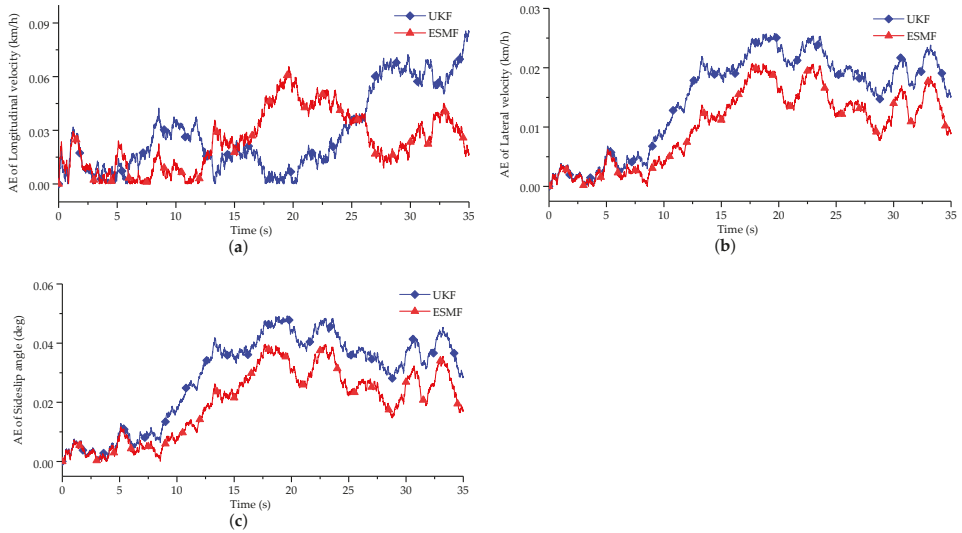 AE of Longitudinal velocity (km/h)
0.09
0.06
0.03
0.00
UKF
ESMF
0 5 10 15 20 25 30 35
Time (s)
(a)
AE of Lateral velocity (km/h)
0.03
0.02
0.01
0.00
UKF
ESMF
0 5 10 15 20 25 30 35
Time (s)
(b)
AE of Sideslip angle (deg)
0.06
0.04
0.02
0.00
UKF
ESMF
0 5 10 15 20 25 30 35
Time (s)
(c)